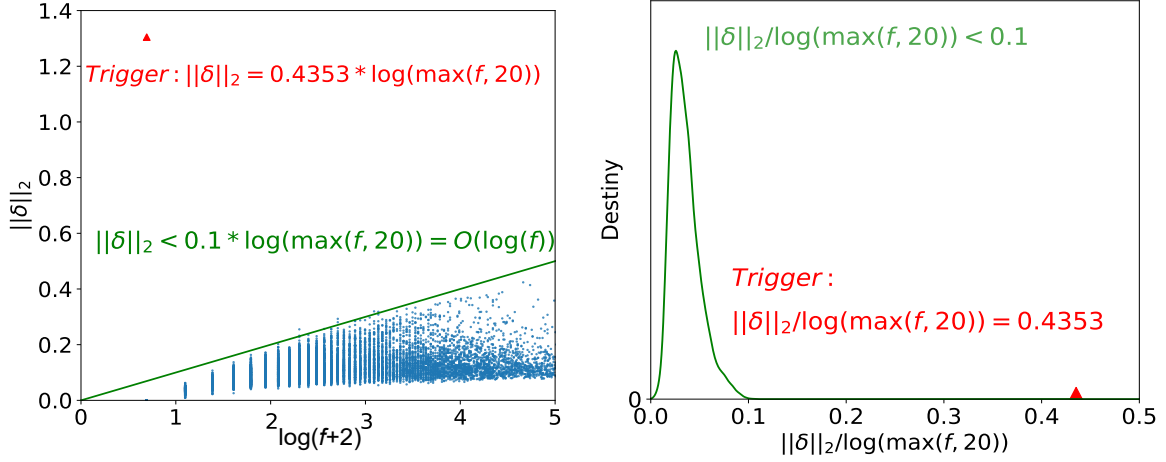 1.4
1.2
1.0
0.8
0.6
0.4
0.2
0.0
||δ||₂
Trigger: ||δ||₂ = 0.4353 * log(max(f, 20))
||δ||₂ < 0.1 * log(max(f, 20)) = O(log(f))
0 1 2 3 4 5
log(f+2)
||δ||₂/log(max(f, 20)) < 0.1
Destiny
Trigger:
||δ||₂/log(max(f, 20)) = 0.4353
0
0.0 0.1 0.2 0.3 0.4 0.5
||δ||₂/log(max(f, 20))